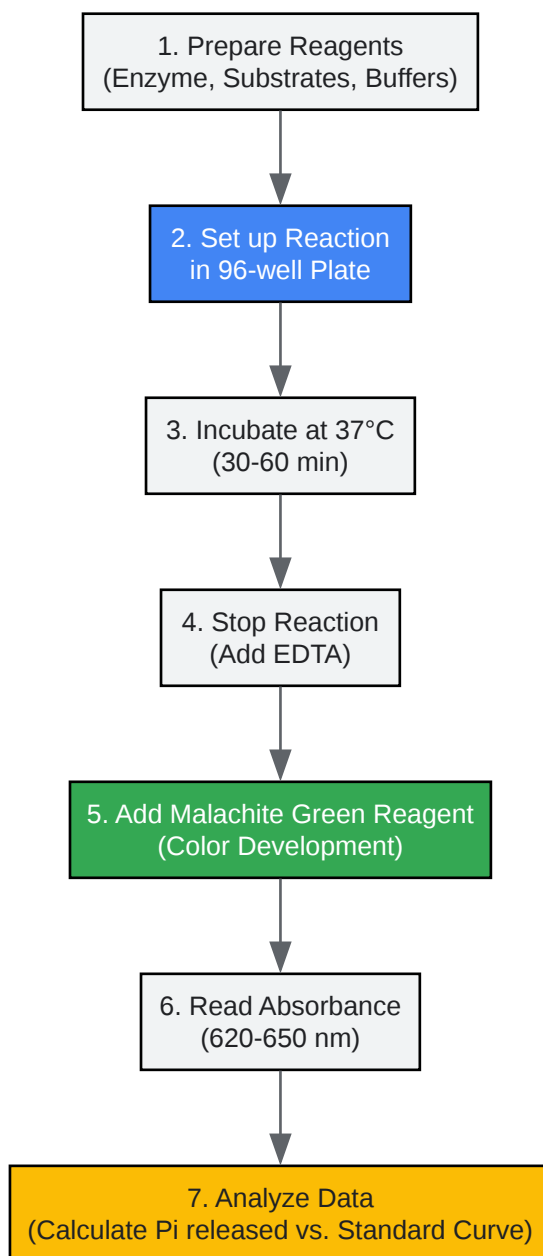 1. Prepare Reagents
(Enzyme, Substrates, Buffers)
2. Set up Reaction
in 96-well Plate
3. Incubate at 37°C
(30-60 min)
4. Stop Reaction
(Add EDTA)
5. Add Malachite Green Reagent
(Color Development)
6. Read Absorbance
(620-650 nm)
7. Analyze Data
(Calculate Pi released vs. Standard Curve)